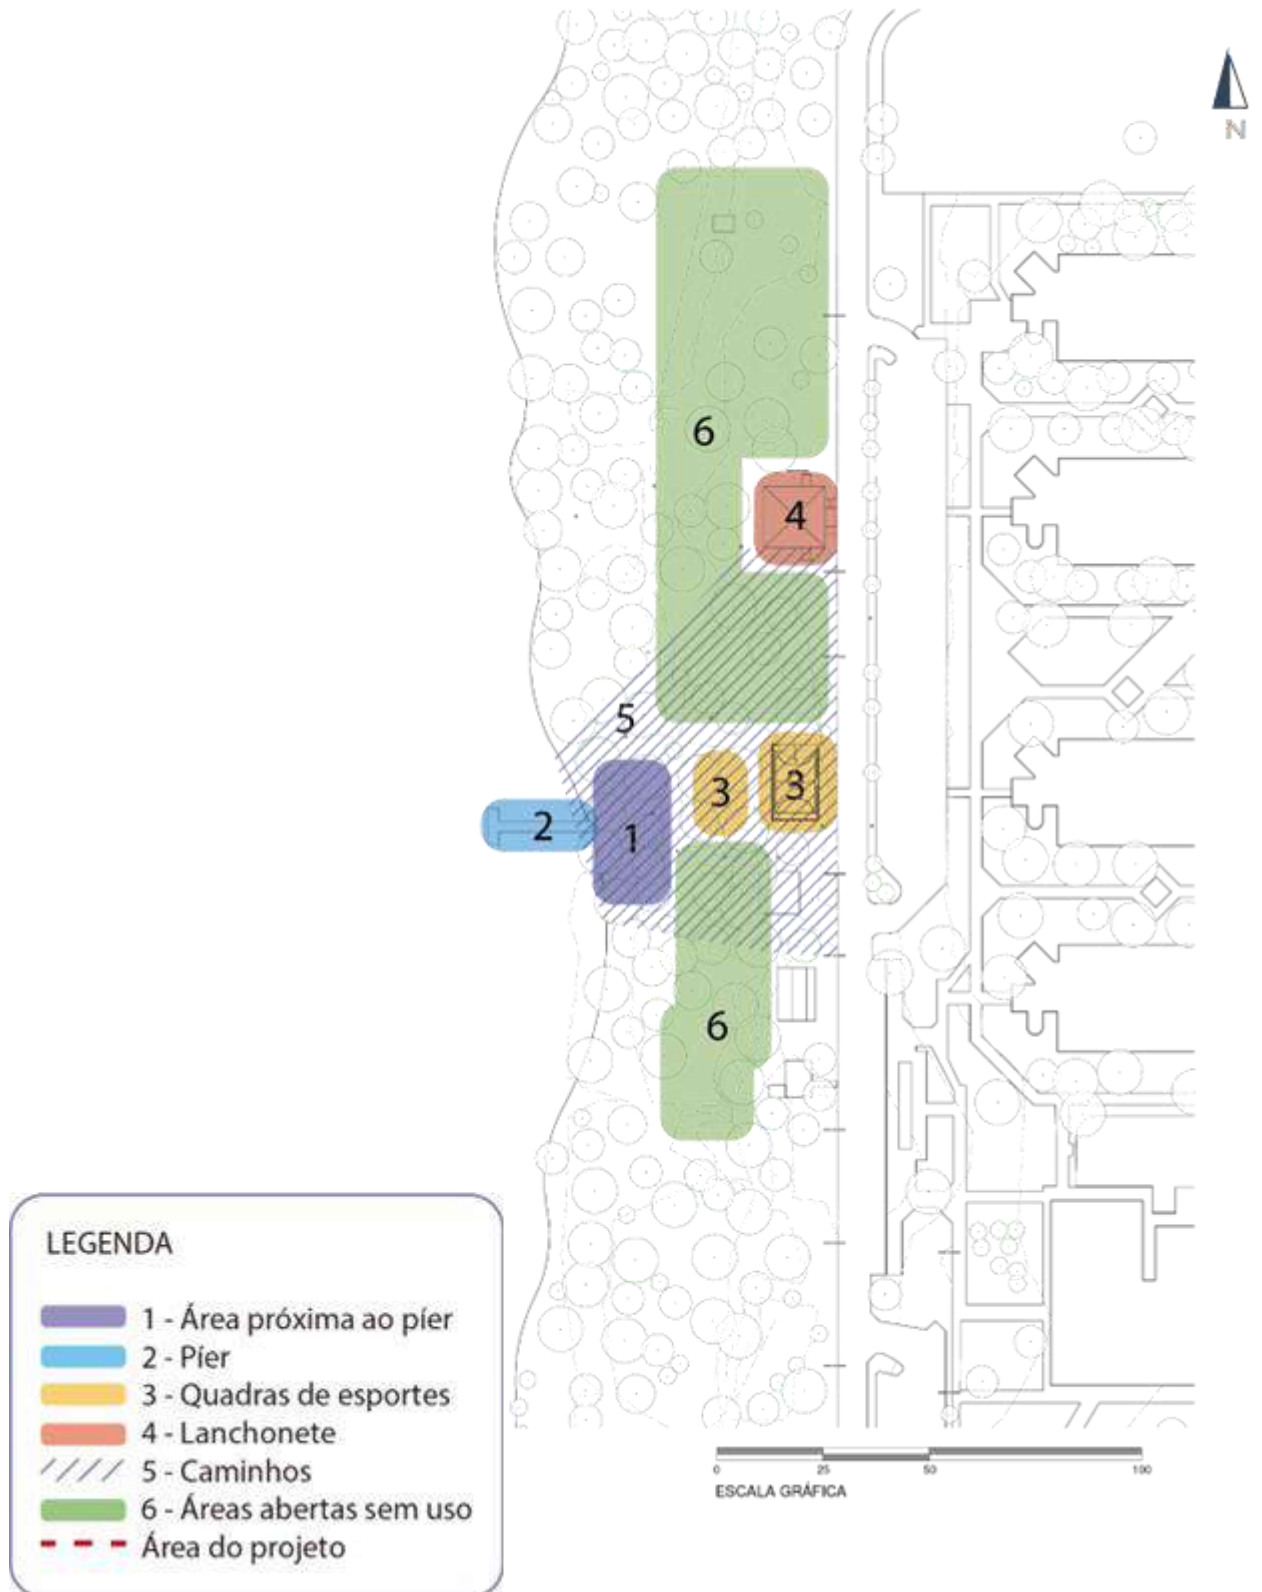 N
6
4
5
3
3
2
1
6
LEGENDA
1 - Área próxima ao píer
2 - Píer
3 - Quadras de esportes
4 - Lanchonete
5 - Caminhos
6 - Áreas abertas sem uso
Área do projeto
0 25 50 100
ESCALA GRÁFICA